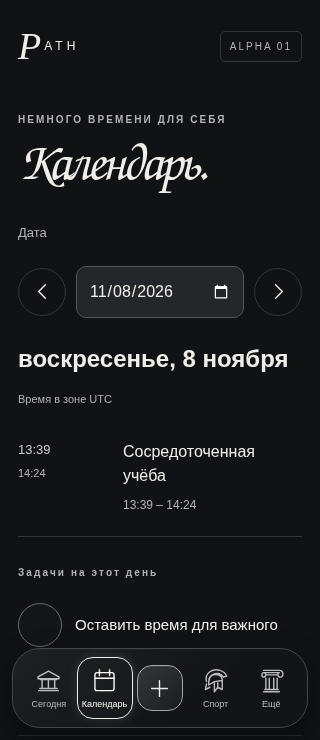 PATH
ALPHA 01
НЕМНОГО ВРЕМЕНИ ДЛЯ СЕБЯ
Календарь.
Дата
11/08/2026
воскресенье, 8 ноября
Время в зоне UTC
13:39
14:24
Сосредоточенная
учёба
13:39 – 14:24
Задачи на этот день
Оставить время для важного
Сегодня
Календарь
Спорт
Ещё